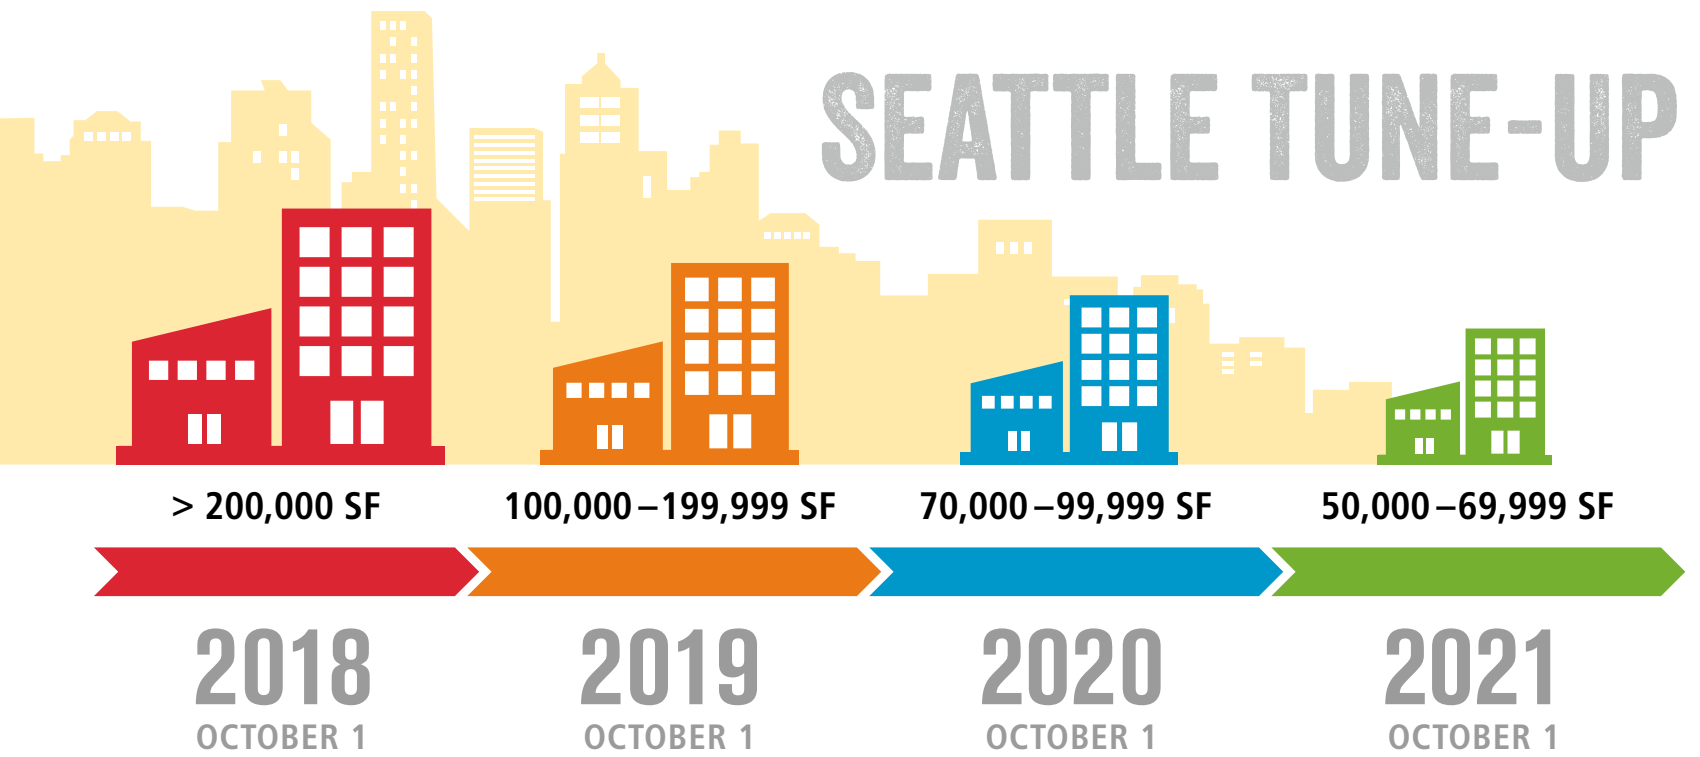 SEATTLE TUNE-UP
> 200,000 SF
100,000–199,999 SF
70,000–99,999 SF
50,000–69,999 SF
2018
2019
2020
2021
OCTOBER 1
OCTOBER 1
OCTOBER 1
OCTOBER 1